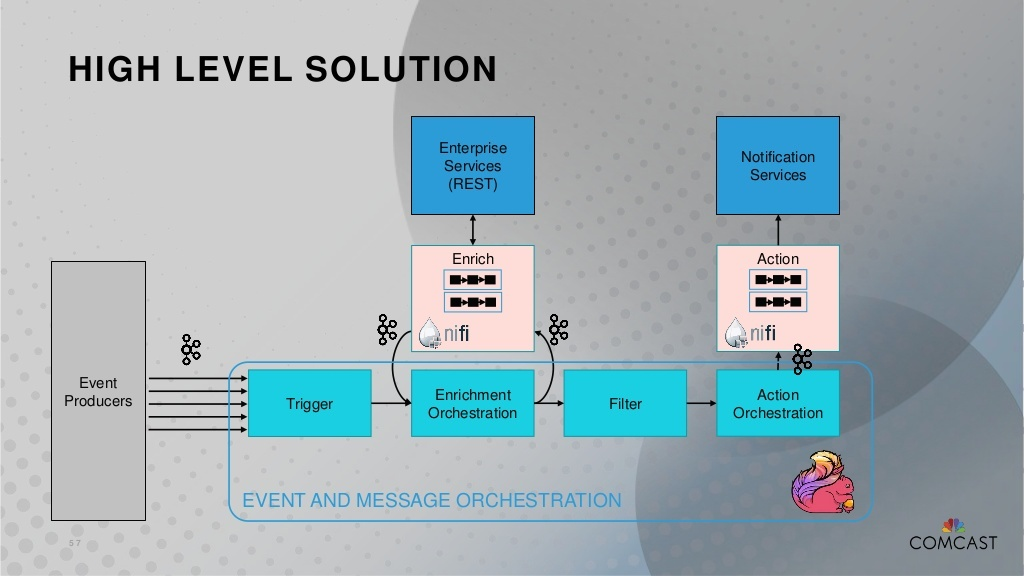 HIGH LEVEL SOLUTION
Enterprise
Services
(REST)
Notification
Services
Enrich
nifi
Action
nifi
Event
Producers
Trigger
Enrichment
Orchestration
Filter
Action
Orchestration
EVENT AND MESSAGE ORCHESTRATION
57
COMCAST